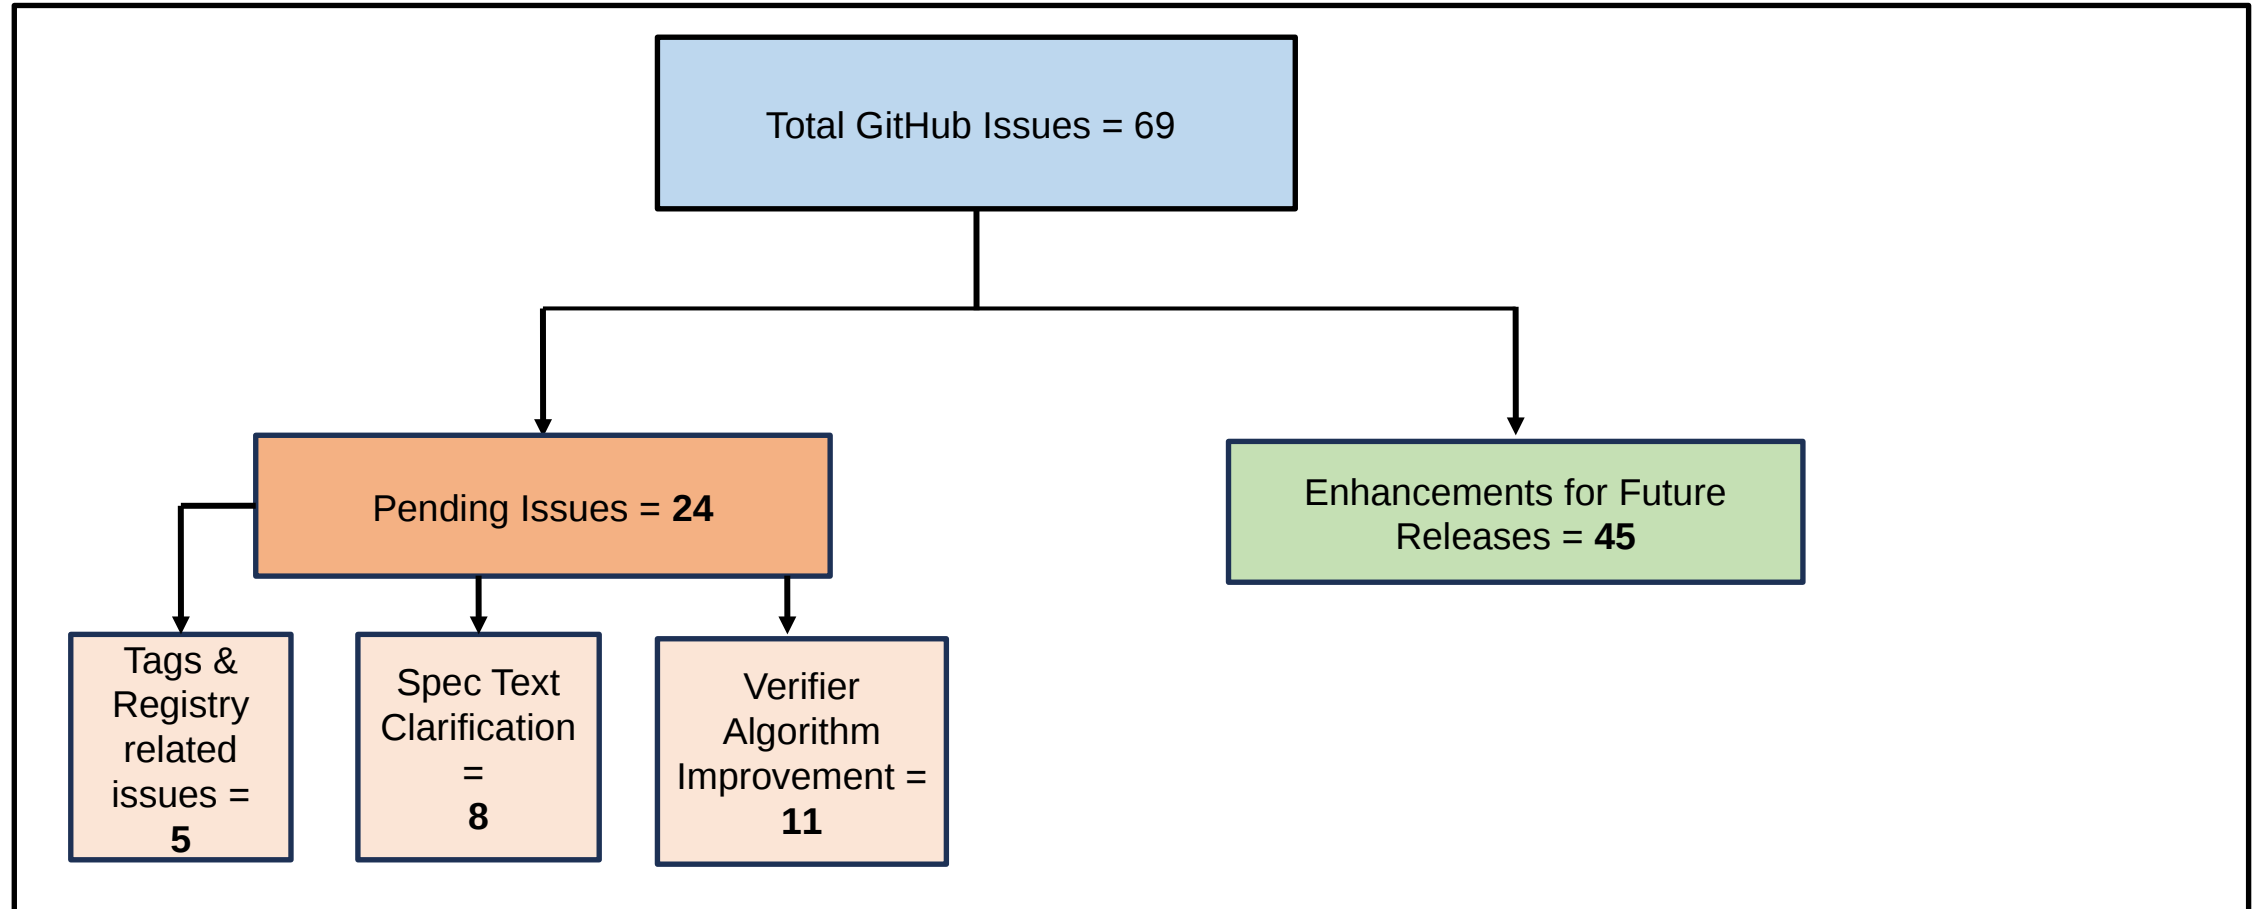 Total GitHub Issues = 69
Pending Issues = 24
Enhancements for Future
Releases = 45
Tags &
Registry
related
issues =
5
Spec Text
Clarification
=
8
Verifier
Algorithm
Improvement =
11